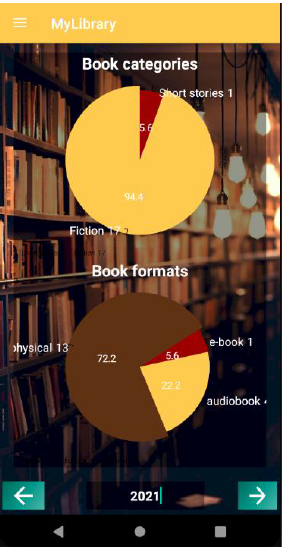 MyLibrary
Book categories
Short stories 1
5.6
94.4
Fiction 17
Book formats
physical 13
72.2
e-book 1
5.6
22.2
audiobook 4
2021